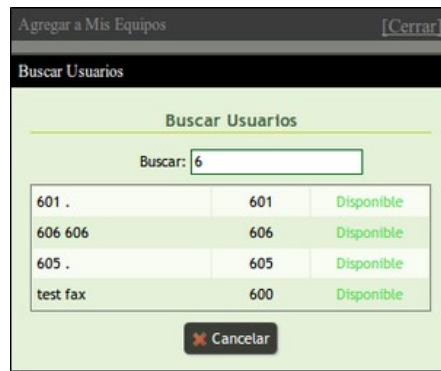 Agregar a Mis Equipos [Cerrar]
Buscar Usuarios
Buscar Usuarios
Buscar: 6
601 . 601 Disponible
606 606 606 Disponible
605 . 605 Disponible
test fax 600 Disponible
Cancelar